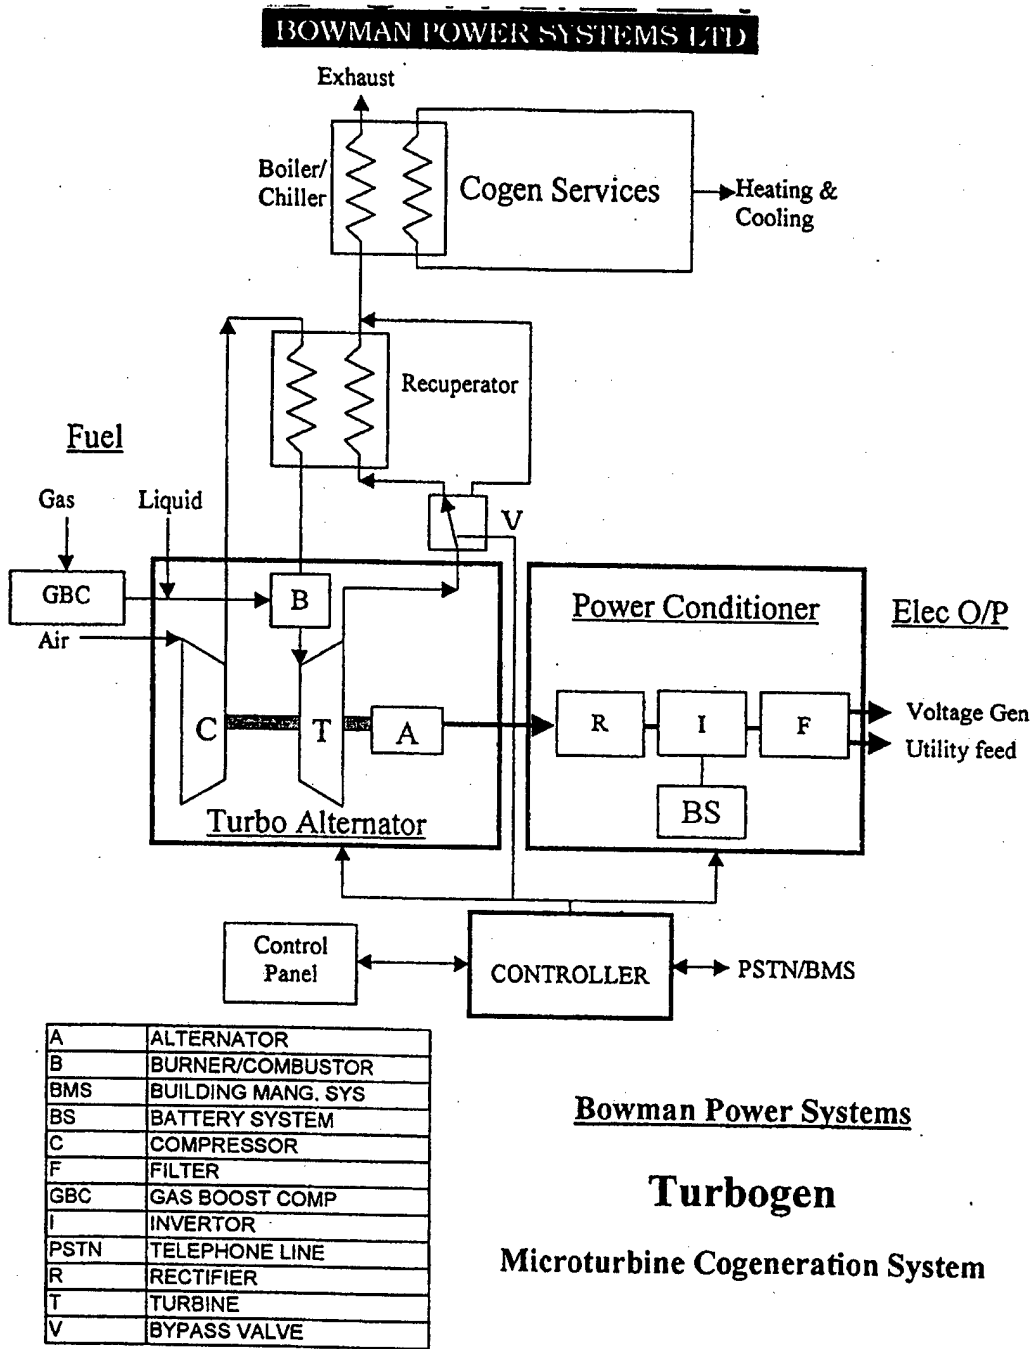 BOWMAN POWER SYSTEMS LTD
Exhaust
Boiler/
Chiller
Cogen Services
Heating &
Cooling
Recuperator
Fuel
Gas
Liquid
V
GBC
B
Power Conditioner
Elec O/P
Air
C
T
A
R
I
F
Voltage Gen
Utility feed
BS
Turbo Alternator
Control
Panel
CONTROLLER
PSTN/BMS
A ALTERNATOR
B BURNER/COMBUSTOR
BMS BUILDING MANG. SYS
BS BATTERY SYSTEM
C COMPRESSOR
F FILTER
GBC GAS BOOST COMP
I INVERTOR
PSTN TELEPHONE LINE
R RECTIFIER
T TURBINE
V BYPASS VALVE
Bowman Power Systems
Turbogen
Microturbine Cogeneration System